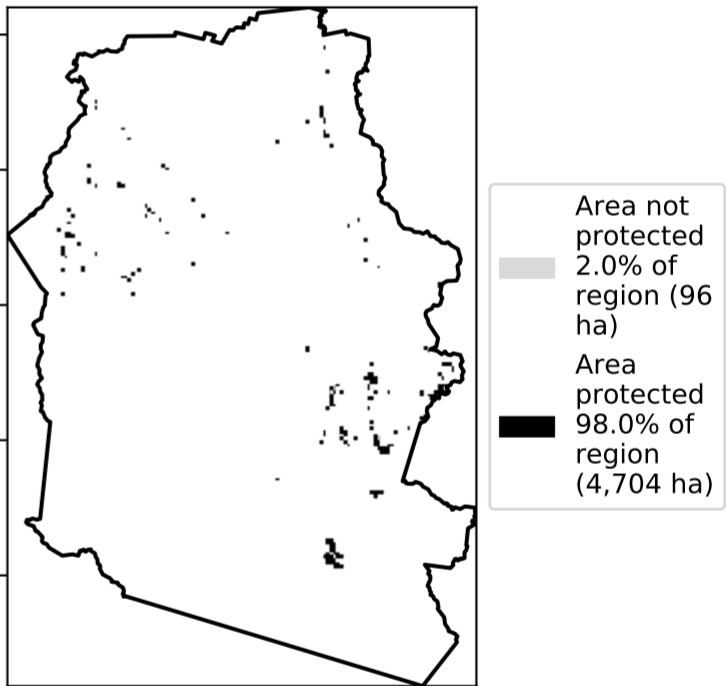 Area not
protected
2.0% of
region (96
ha)
Area
protected
98.0% of
region
(4,704 ha)